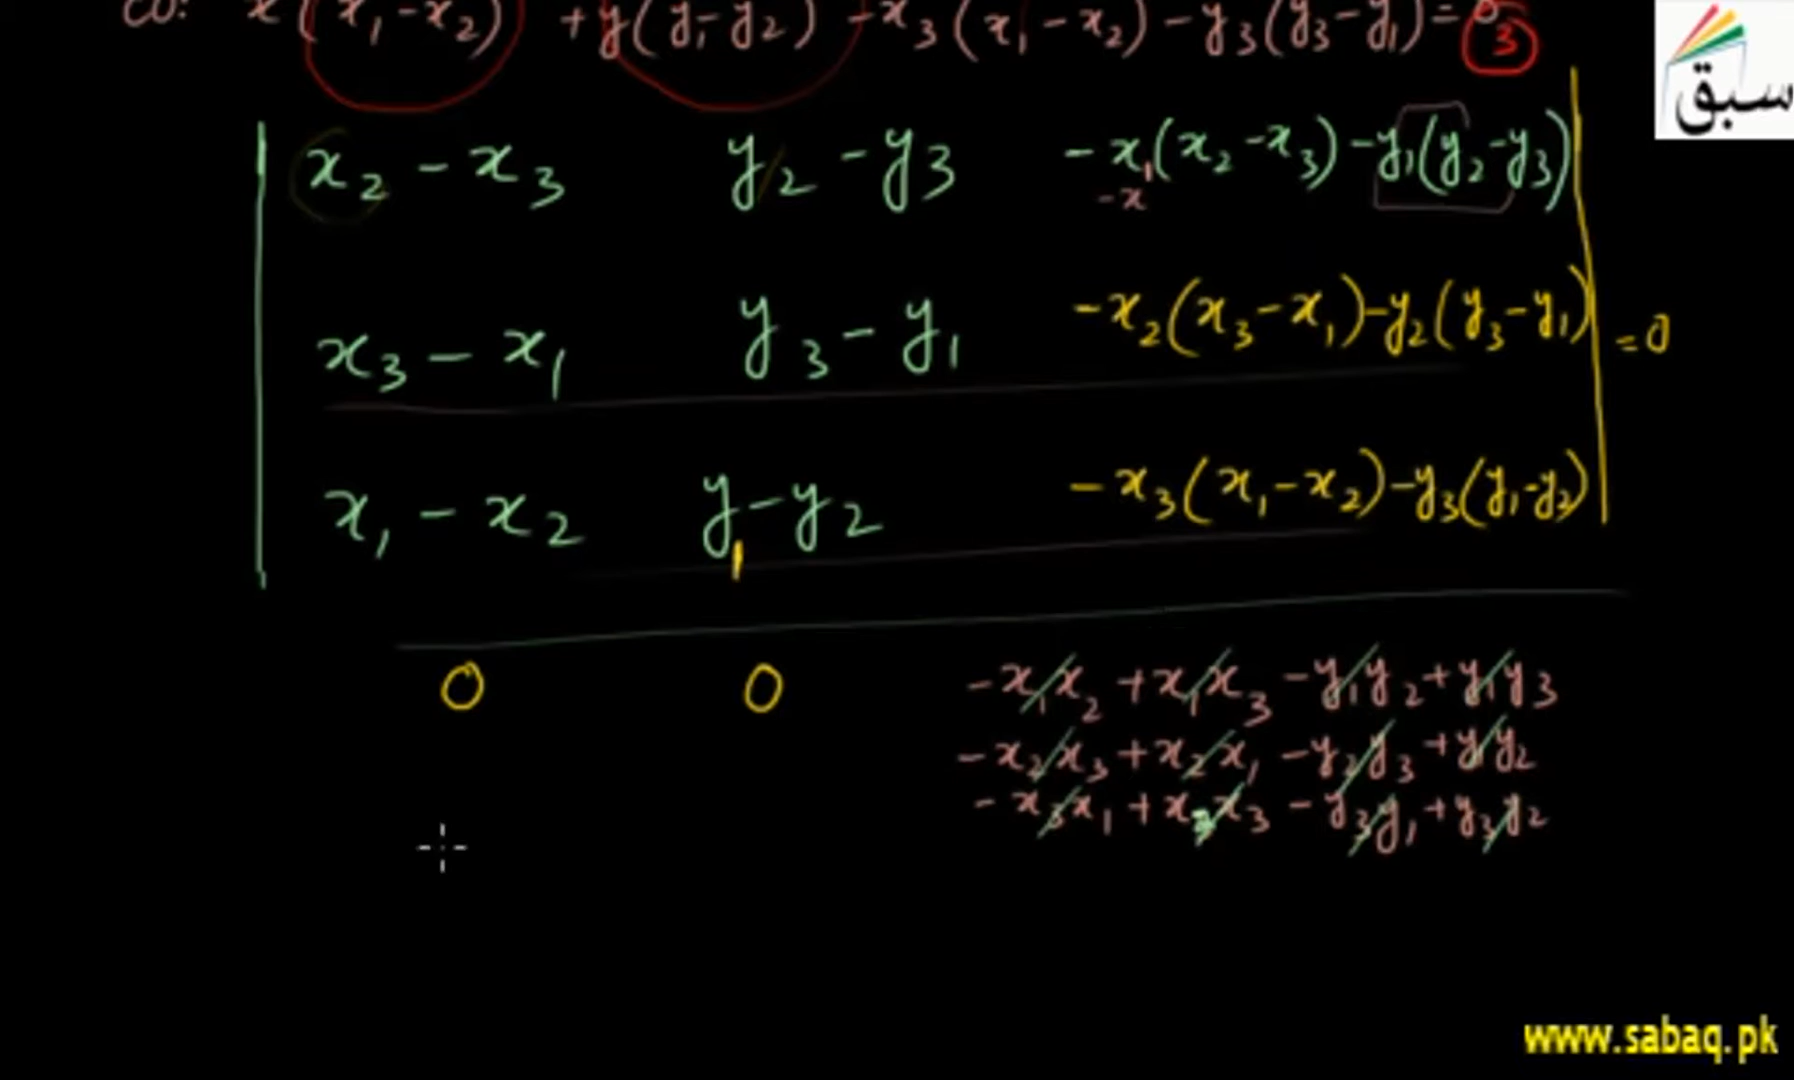 CO: x(x₁-x₂) +y(y₁-y₂) -x₃(x₁-x₂)-y₃(y₃-y₁)=0 3
سبق
x₂-x₃ y₂-y₃ -x₁(x₂-x₃)-y₁(y₂-y₃)
-x
x₃-x₁ y₃-y₁ -x₂(x₃-x₁)-y₂(y₃-y₁) =0
x₁-x₂ y₁-y₂ -x₃(x₁-x₂)-y₃(y₁-y₂)
0 0 -x₁x₂+x₁x₃-y₁y₂+y₁y₃
-x₂x₃+x₂x₁-y₂y₃+y₁y₂
-x₃x₁+x₂x₃-y₃y₁+y₃y₂
www.sabaq.pk